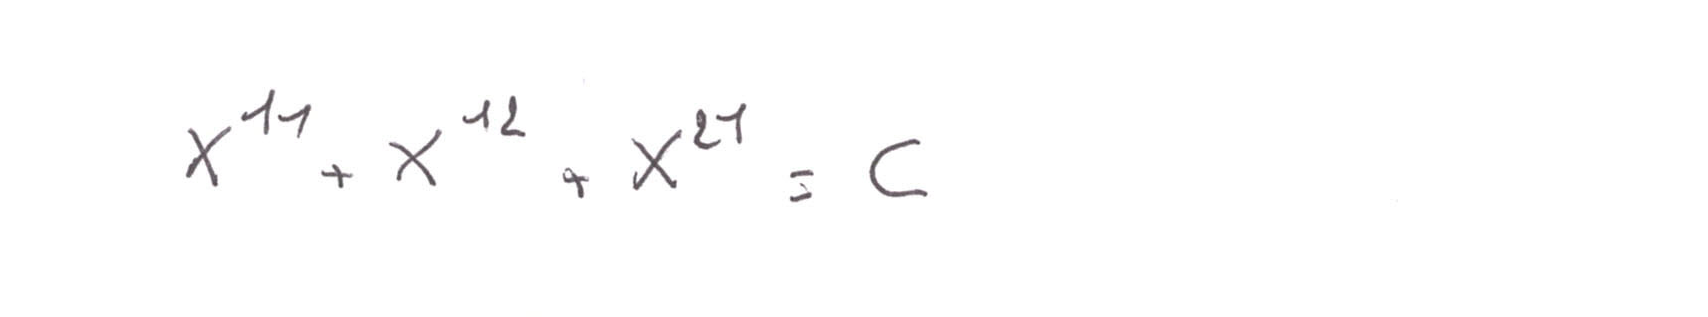 x^11 + x^12 + x^21 = C